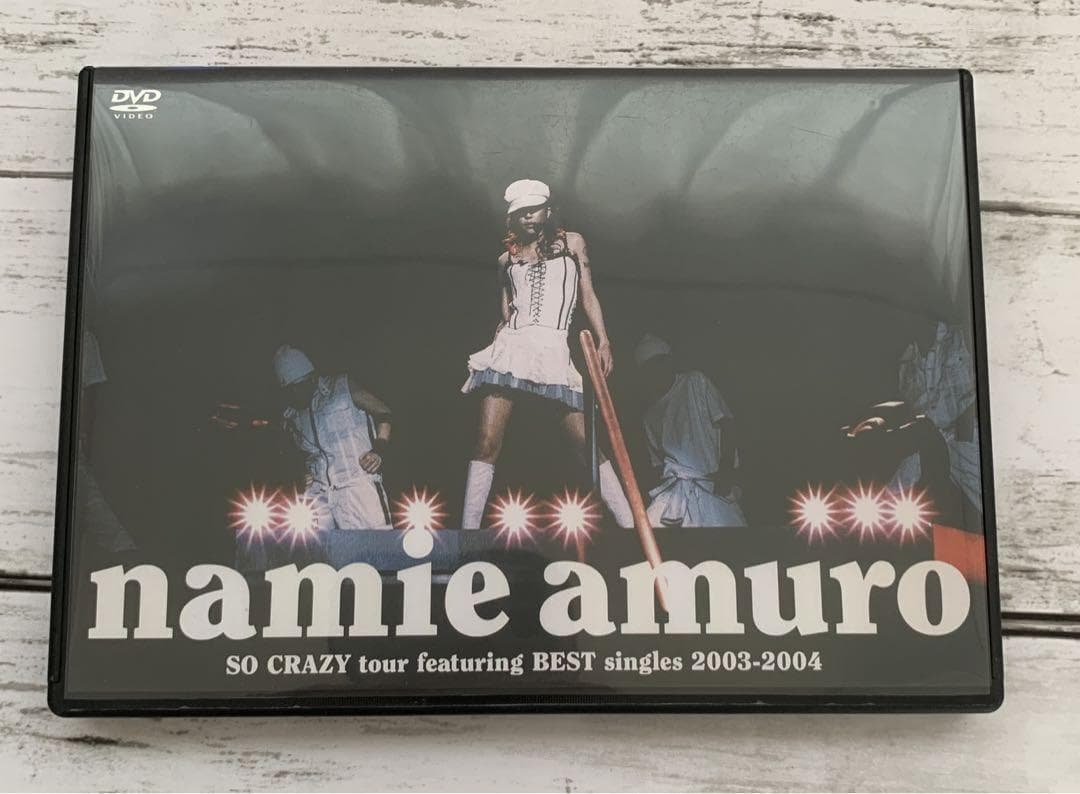 DVD
VIDEO
namie amuro
SO CRAZY tour featuring BEST singles 2003-2004